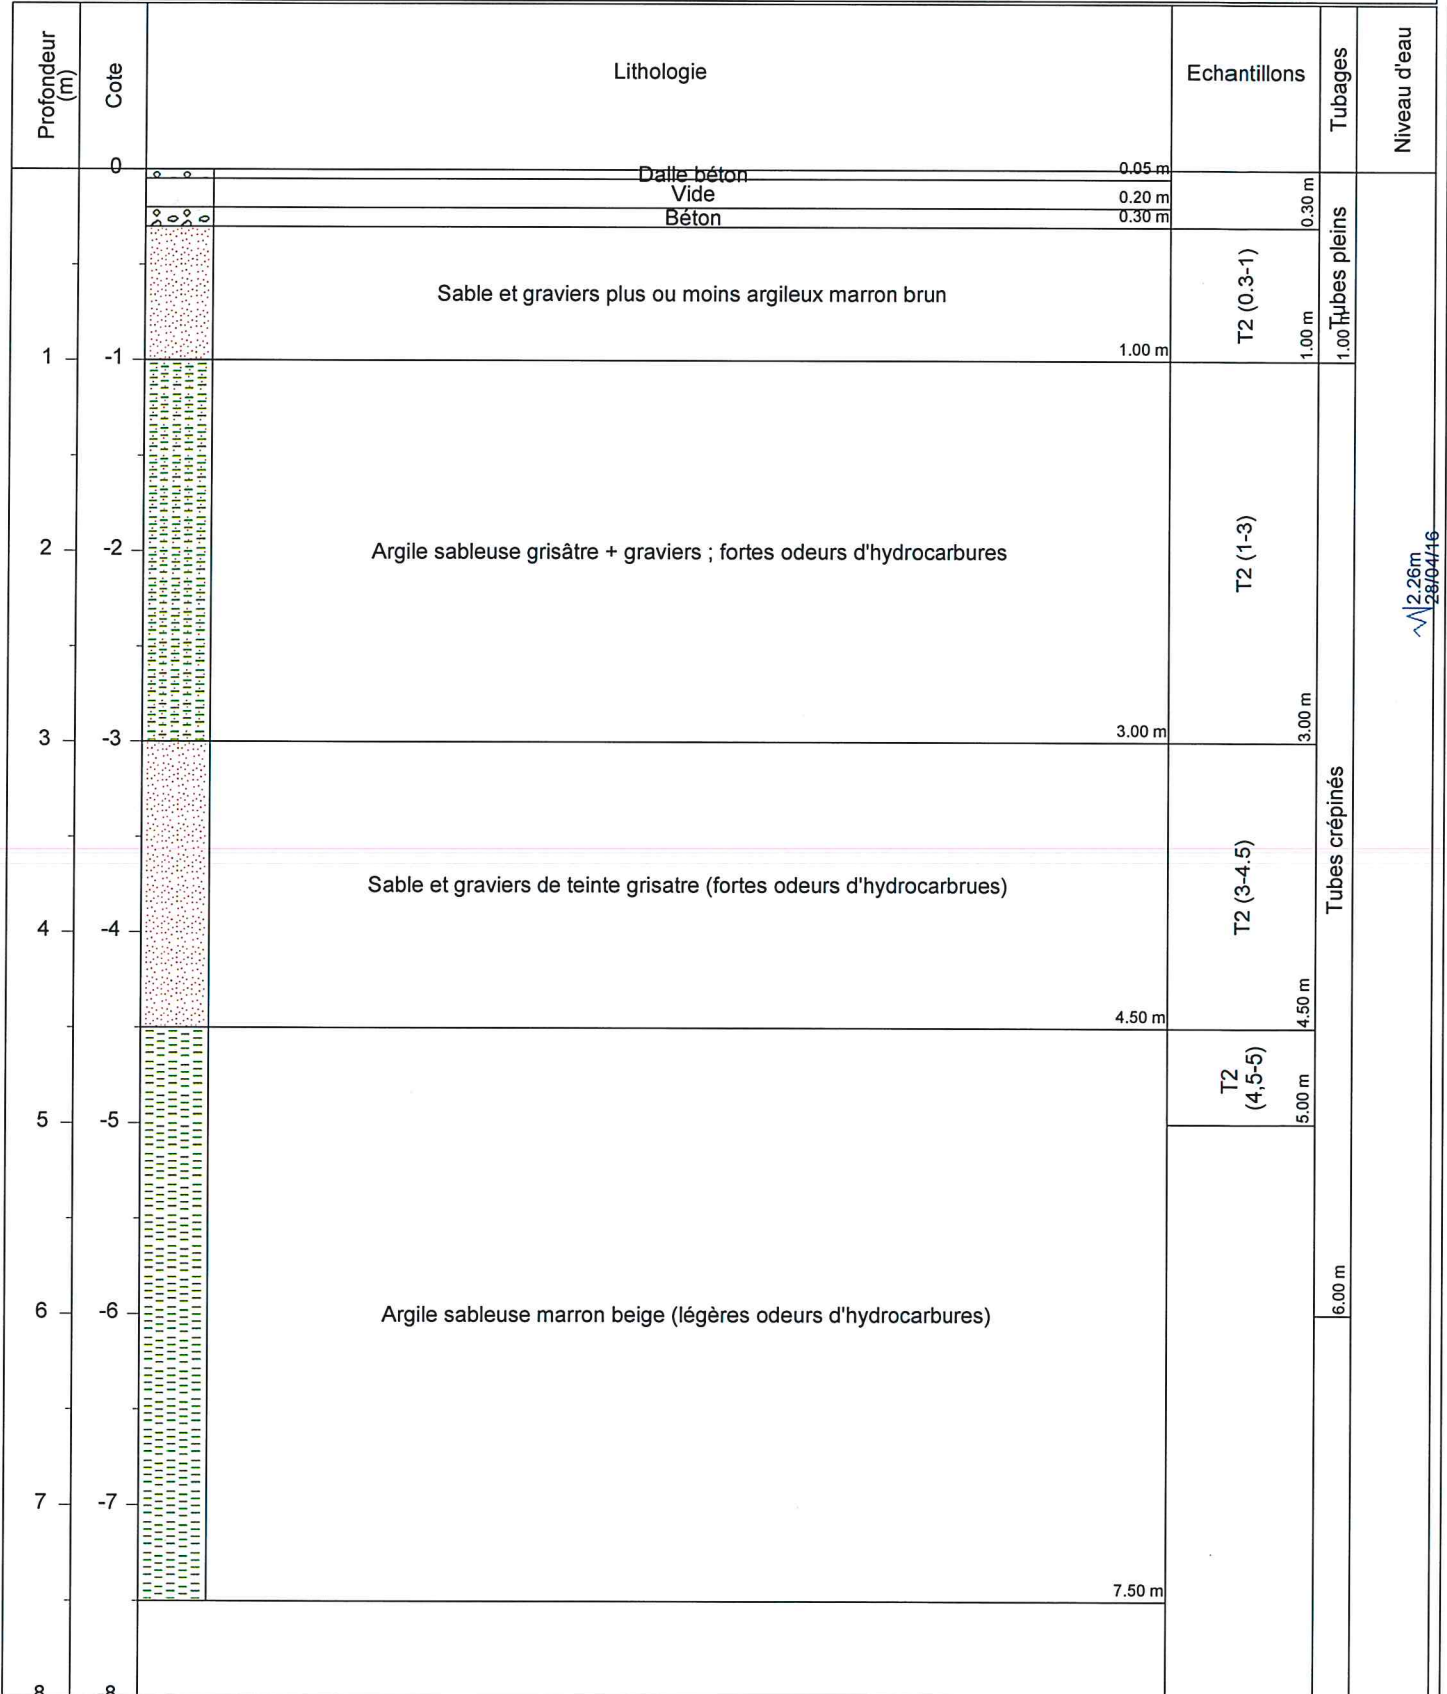 Profondeur
(m)
Cote
Lithologie
Echantillons
Tubages
Niveau d'eau
0
Dalle béton
0.05 m
Vide
0.20 m
Béton
0.30 m
0.30 m
Sable et graviers plus ou moins argileux marron brun
T2 (0.3-1)
Tubes pleins
1
-1
1.00 m
1.00 m
1.00 m
Argile sableuse grisâtre + graviers ; fortes odeurs d'hydrocarbures
T2 (1-3)
2
-2
2.26m
28/04/16
3
-3
3.00 m
3.00 m
Sable et graviers de teinte grisatre (fortes odeurs d'hydrocarbrues)
T2 (3-4.5)
Tubes crépinés
4
-4
4.50 m
4.50 m
T2
(4,5-5)
5
-5
5.00 m
Argile sableuse marron beige (légères odeurs d'hydrocarbures)
6
-6
6.00 m
7
-7
7.50 m
8
-8